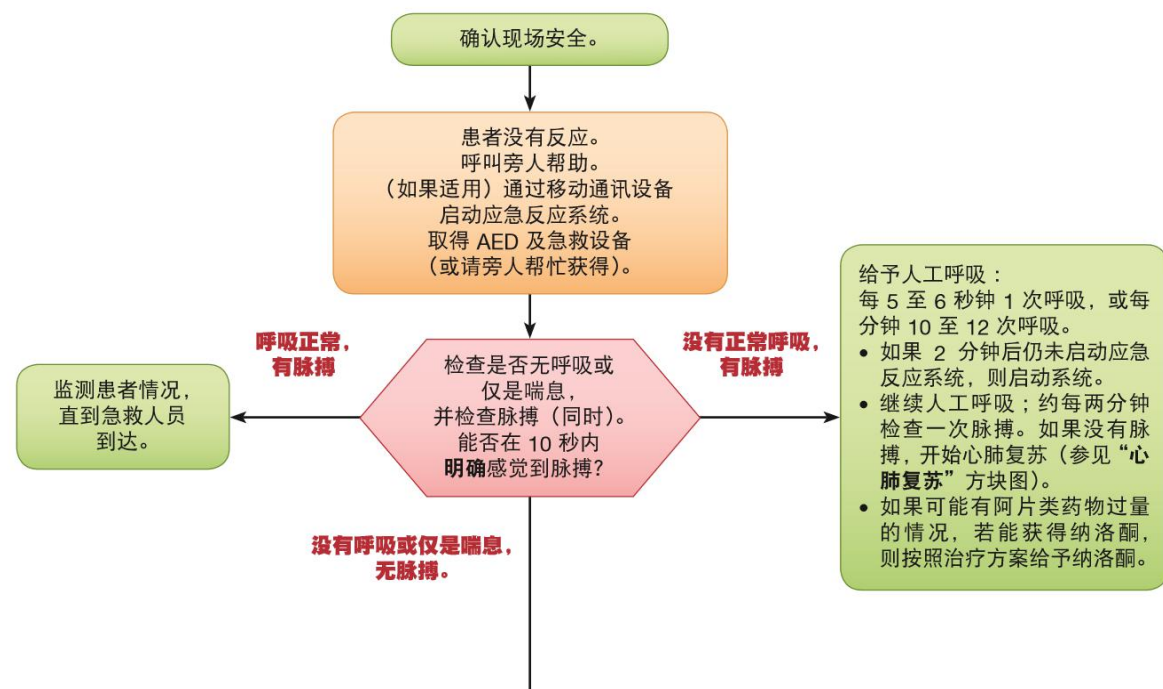 确认现场安全。
患者没有反应。
呼叫旁人帮助。
（如果适用）通过移动通讯设备
启动应急反应系统。
取得 AED 及急救设备
（或请旁人帮忙获得）。
呼吸正常，
有脉搏
没有正常呼吸，
有脉搏
监测患者情况，
直到急救人员
到达。
检查是否无呼吸或
仅是喘息，
并检查脉搏（同时）。
能否在 10 秒内
明确感觉到脉搏？
给予人工呼吸：
每 5 至 6 秒钟 1 次呼吸，或每
分钟 10 至 12 次呼吸。
• 如果 2 分钟后仍未启动应急
反应系统，则启动系统。
• 继续人工呼吸；约每两分钟
检查一次脉搏。如果没有脉
搏，开始心肺复苏（参见“心
肺复苏”方块图）。
• 如果可能有阿片类药物过量
的情况，若能获得纳洛酮，
则按照治疗方案给予纳洛酮。
没有呼吸或仅是喘息，
无脉搏。